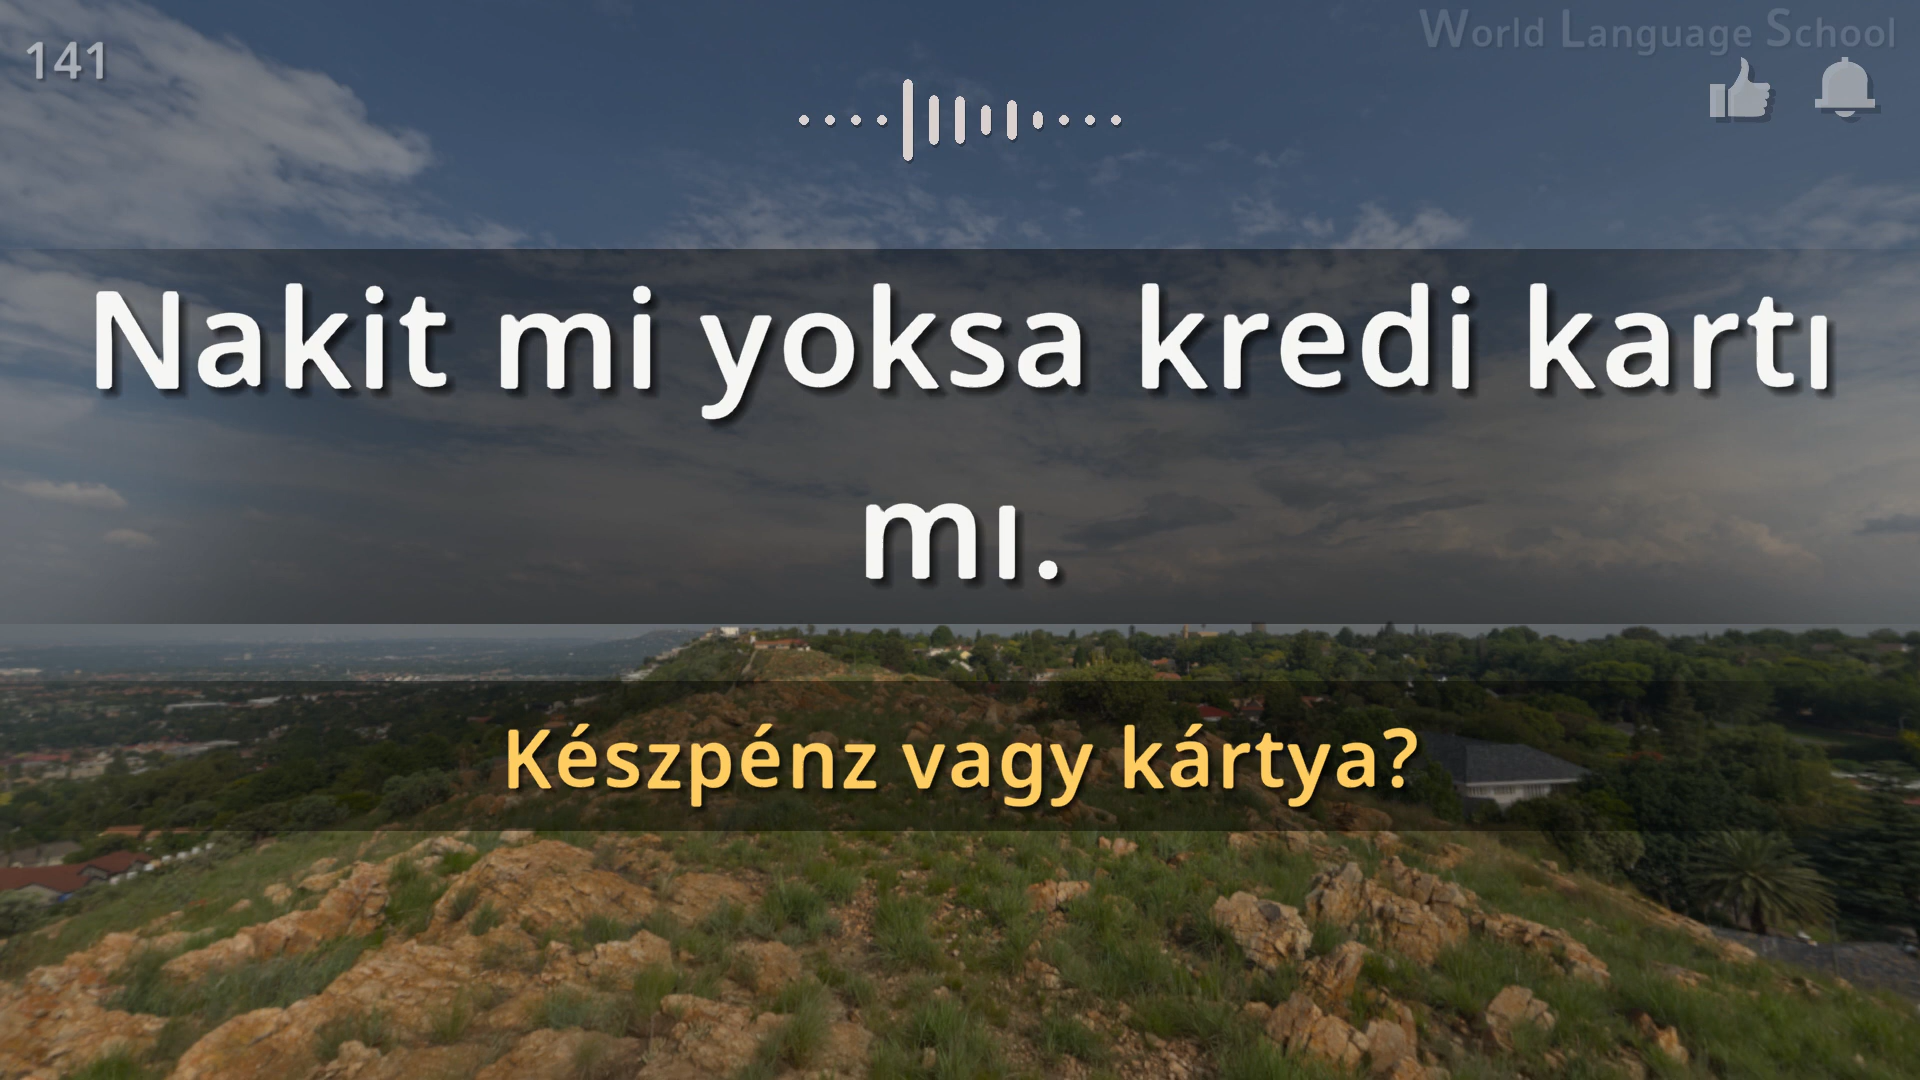 World Language School
141
Nakit mi yoksa kredi kartı
mı.
Készpénz vagy kártya?